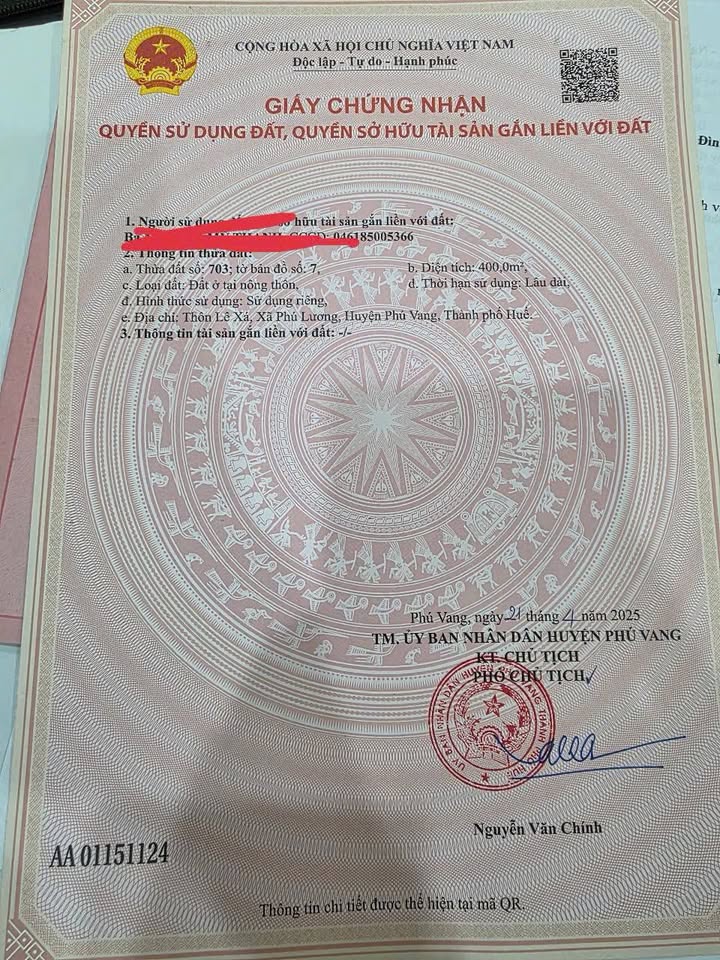 CỘNG HÒA XÃ HỘI CHỦ NGHĨA VIỆT NAM
Độc lập - Tự do - Hạnh phúc
GIẤY CHỨNG NHẬN
QUYỀN SỬ DỤNG ĐẤT, QUYỀN SỞ HỮU TÀI SẢN GẮN LIỀN VỚI ĐẤT
1. Người sử dụng hữu tài sản gắn liền với đất:
2. Thông tin thửa đất:
a. Thửa đất số: 703; tờ bản đồ số: 7, b. Diện tích: 400,0m²,
c. Loại đất: Đất ở tại nông thôn, d. Thời hạn sử dụng: Lâu dài,
đ. Hình thức sử dụng: Sử dụng riêng,
e. Địa chỉ: Thôn Lê Xá, Xã Phú Lương, Huyện Phú Vang, Thành phố Huế.
3. Thông tin tài sản gắn liền với đất: -/-
Phú Vang, ngày 21 tháng 4 năm 2025
TM. ỦY BAN NHÂN DÂN HUYỆN PHÚ VANG
KT. CHỦ TỊCH
PHÓ CHỦ TỊCH
Nguyễn Văn Chính
AA 01151124
Thông tin chi tiết được thể hiện tại mã QR.